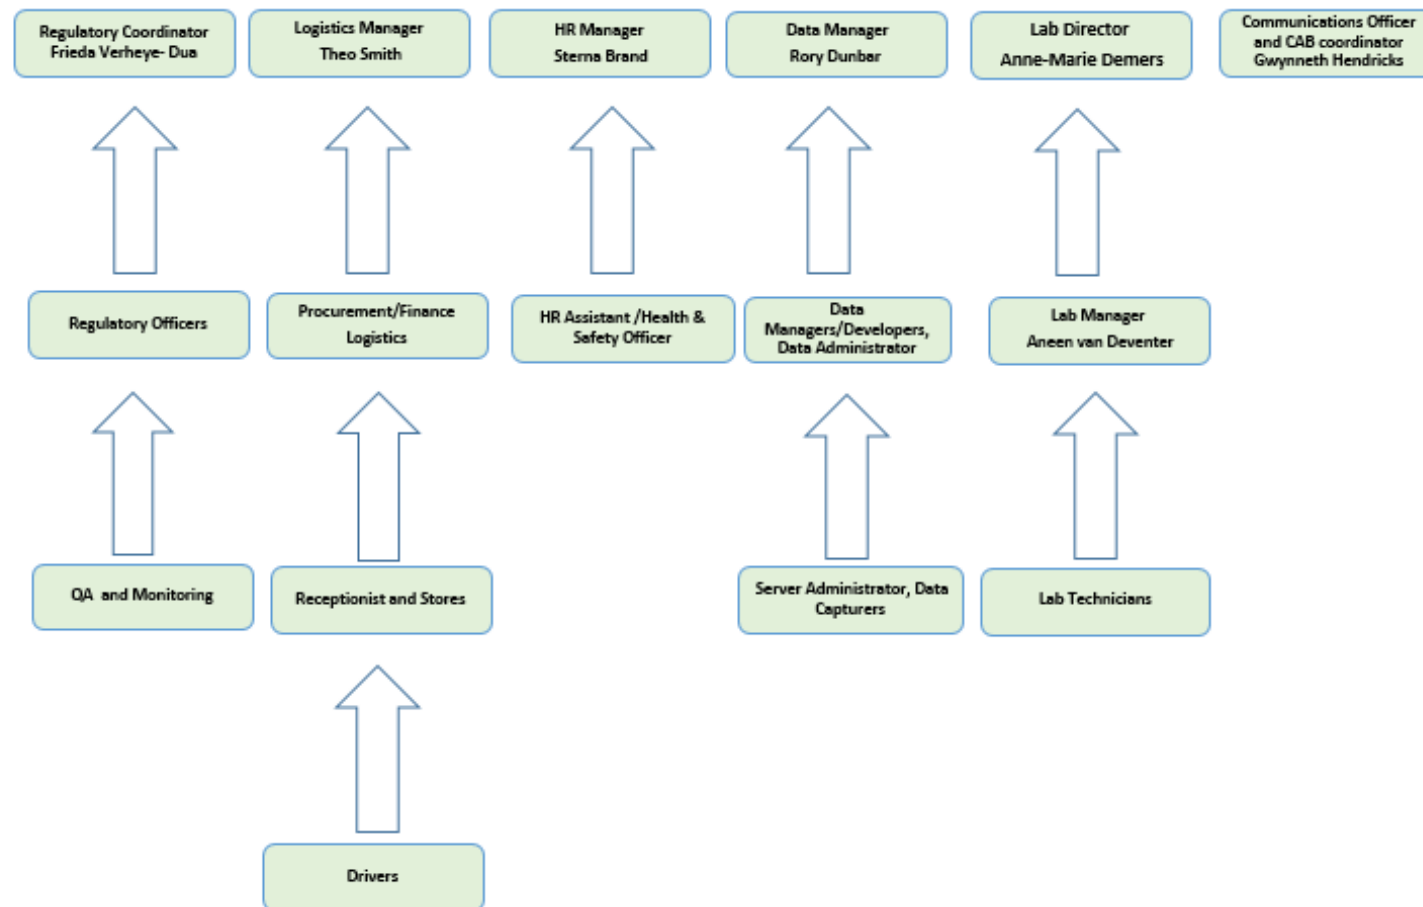 Regulatory Coordinator
Frieda Verheye- Dua
Logistics Manager
Theo Smith
HR Manager
Sterna Brand
Data Manager
Rory Dunbar
Lab Director
Anne-Marie Demers
Communications Officer
and CAB coordinator
Gwynneth Hendricks
Regulatory Officers
Procurement/Finance
Logistics
HR Assistant /Health &
Safety Officer
Data
Managers/Developers,
Data Administrator
Lab Manager
Aneen van Deventer
QA and Monitoring
Receptionist and Stores
Server Administrator, Data
Capturers
Lab Technicians
Drivers